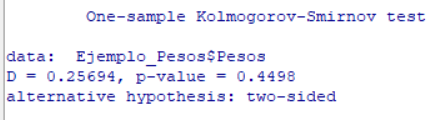 One-sample Kolmogorov-Smirnov test
data:  Ejemplo_Pesos$Pesos
D = 0.25694, p-value = 0.4498
alternative hypothesis: two-sided